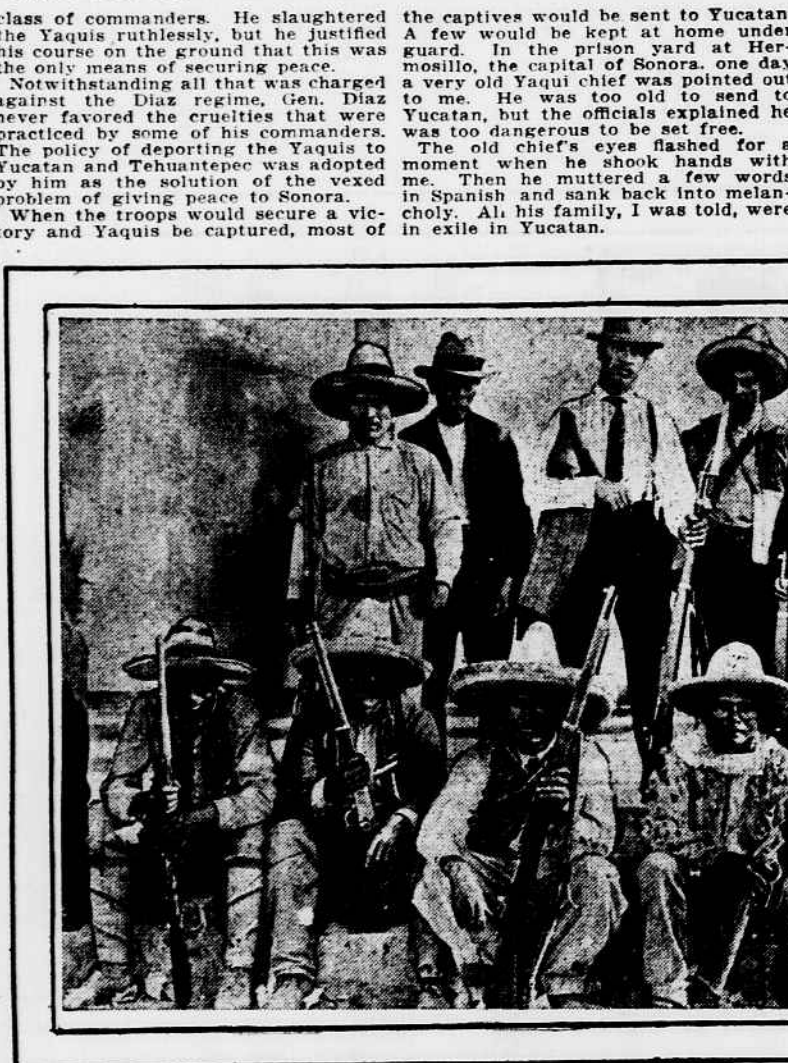 class of commanders. He slaughtered
the Yaquis ruthlessly, but he justified
his course on the ground that this was
the only means of securing peace.
Notwithstanding all that was charged
against the Diaz regime, Gen. Diaz
never favored the cruelties that were
practiced by some of his commanders.
The policy of deporting the Yaquis to
Yucatan and Tehuantepec was adopted
by him as the solution of the vexed
problem of giving peace to Sonora.
When the troops would secure a vic-
tory and Yaquis be captured, most of
the captives would be sent to Yucatan
A few would be kept at home under
guard. In the prison yard at Her-
mosillo, the capital of Sonora. one day
a very old Yaqui chief was pointed out
to me. He was too old to send to
Yucatan, but the officials explained he
was too dangerous to be set free.
The old chief's eyes flashed for a
moment when he shook hands with
me. Then he muttered a few words
in Spanish and sank back into melan-
choly. All his family, I was told, were
in exile in Yucatan.